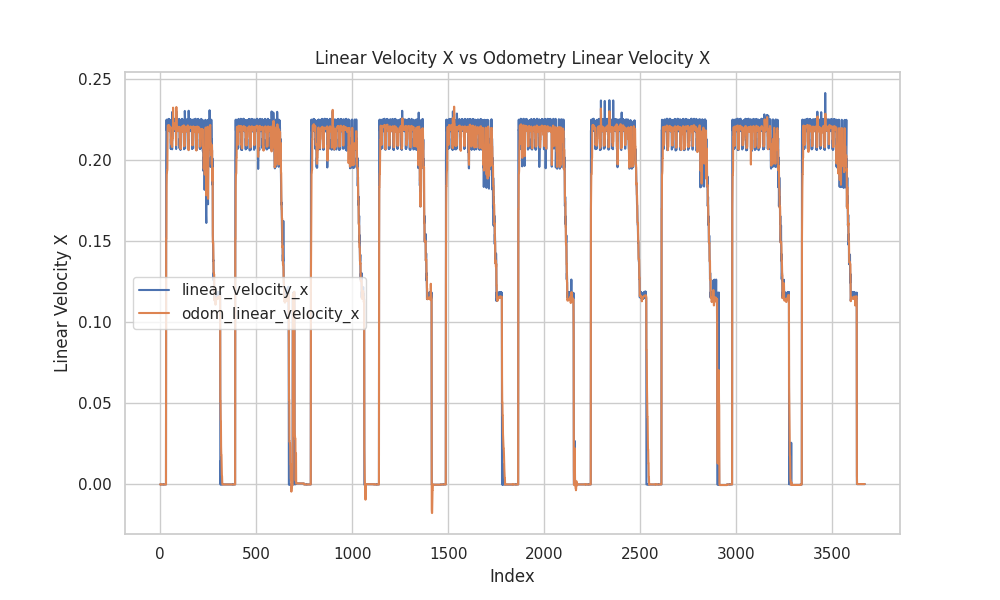 Linear Velocity X vs Odometry Linear Velocity X
0.25
0.20
0.15
0.10
0.05
0.00
Linear Velocity X
linear_velocity_x
odom_linear_velocity_x
0 500 1000 1500 2000 2500 3000 3500
Index